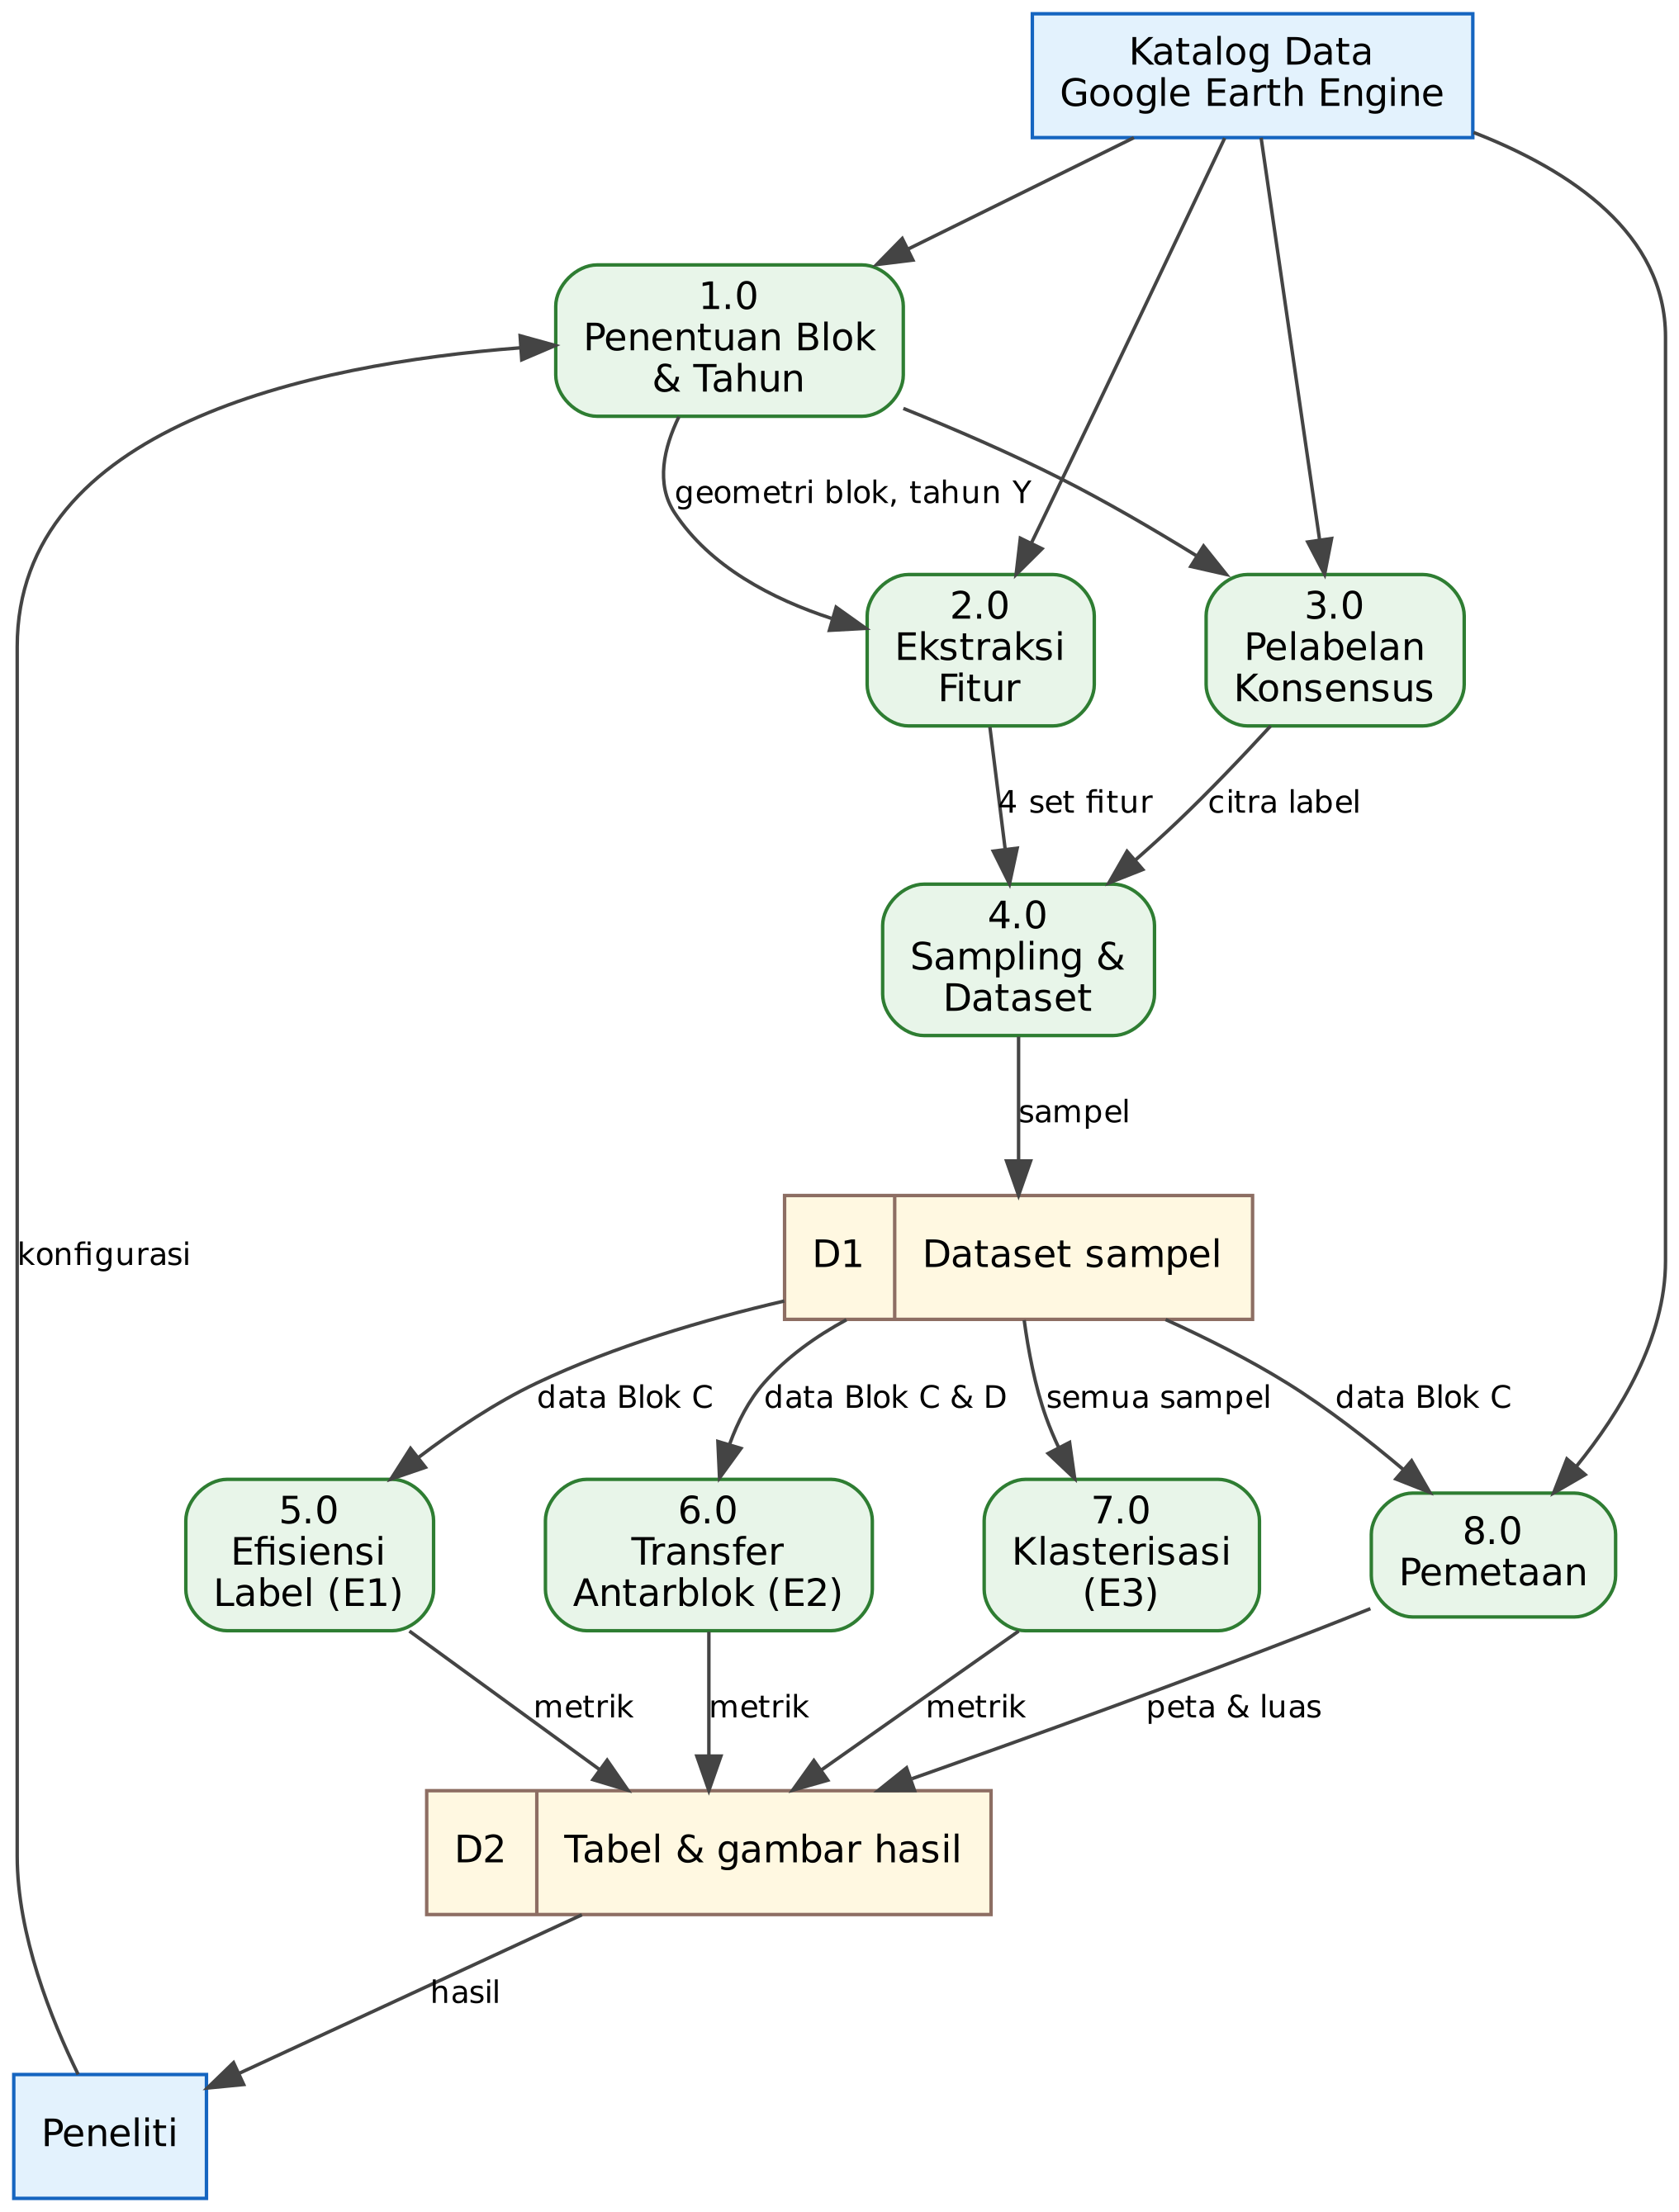 Katalog Data
Google Earth Engine
1.0
Penentuan Blok
& Tahun
geometri blok, tahun Y
2.0
Ekstraksi
Fitur
3.0
Pelabelan
Konsensus
4 set fitur
citra label
4.0
Sampling &
Dataset
sampel
D1
Dataset sampel
konfigurasi
data Blok C
data Blok C & D
semua sampel
data Blok C
5.0
Efisiensi
Label (E1)
6.0
Transfer
Antarblok (E2)
7.0
Klasterisasi
(E3)
8.0
Pemetaan
metrik
metrik
metrik
peta & luas
D2
Tabel & gambar hasil
hasil
Peneliti